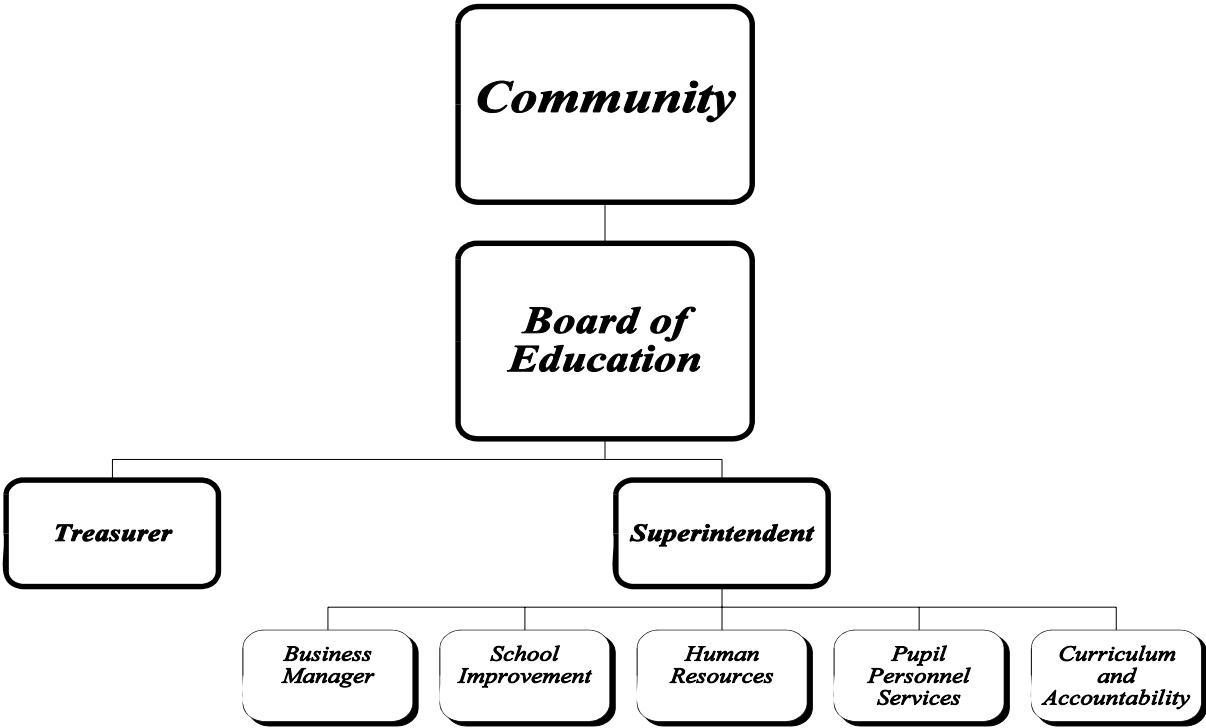 Community
Board of
Education
Treasurer
Superintendent
Business
Manager
School
Improvement
Human
Resources
Pupil
Personnel
Services
Curriculum
and
Accountability